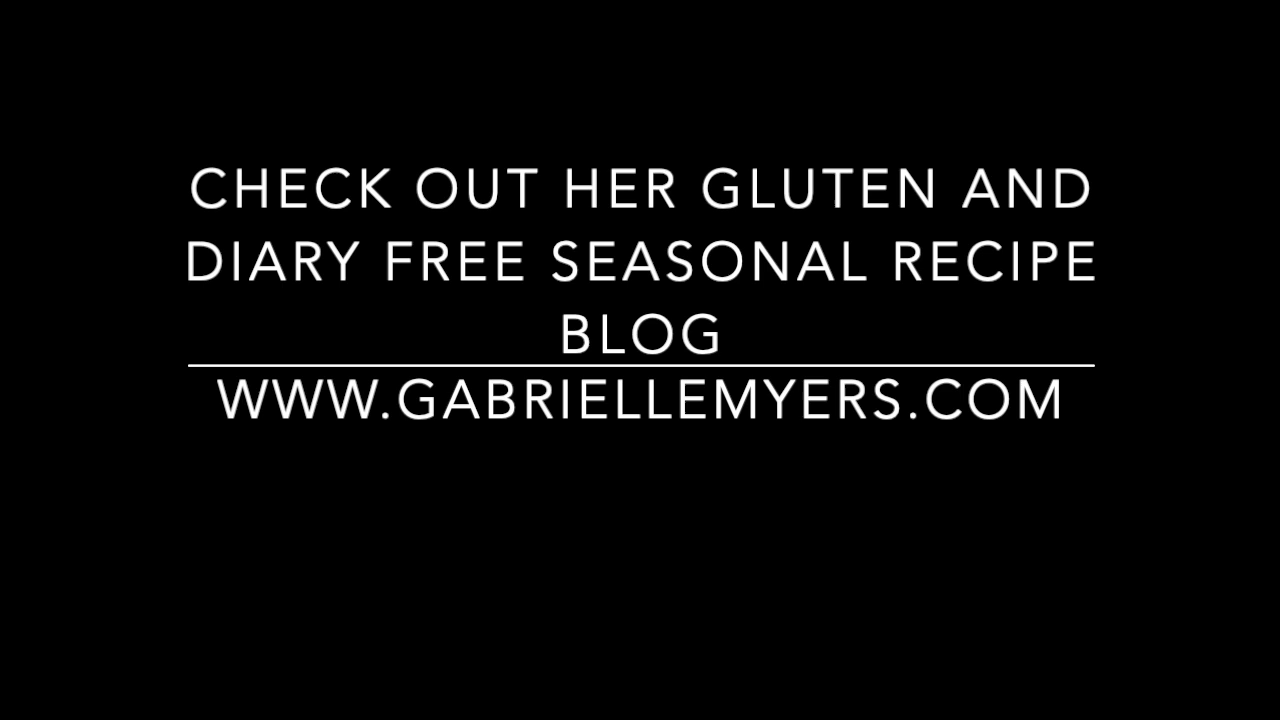 CHECK OUT HER GLUTEN AND
DIARY FREE SEASONAL RECIPE
BLOG
WWW.GABRIELLEMYERS.COM